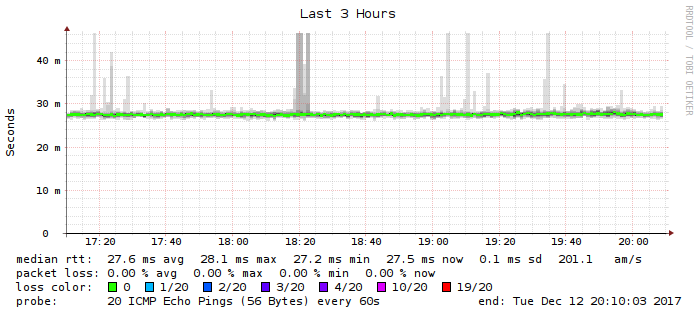 Last 3 Hours
RRDTOOL / TOBI OETIKER
Seconds
40 m
30 m
20 m
10 m
0
17:20 17:40 18:00 18:20 18:40 19:00 19:20 19:40 20:00
median rtt: 27.6 ms avg 28.1 ms max 27.2 ms min 27.5 ms now 0.1 ms sd 201.1 am/s
packet loss: 0.00 % avg 0.00 % max 0.00 % min 0.00 % now
loss color: 0 1/20 2/20 3/20 4/20 10/20 19/20
probe: 20 ICMP Echo Pings (56 Bytes) every 60s end: Tue Dec 12 20:10:03 2017